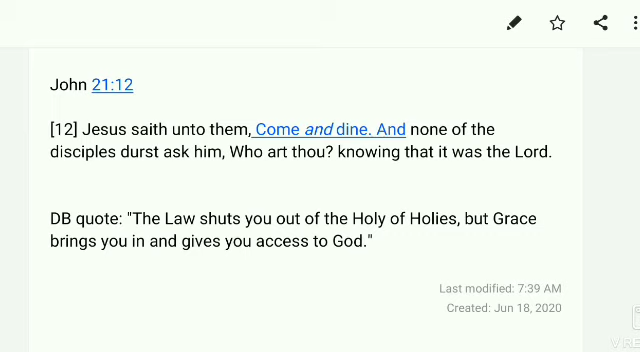 John 21:12
[12] Jesus saith unto them, Come and dine. And none of the
disciples durst ask him, Who art thou? knowing that it was the Lord.
DB quote: "The Law shuts you out of the Holy of Holies, but Grace
brings you in and gives you access to God."
Last modified: 7:39 AM
Created: Jun 18, 2020